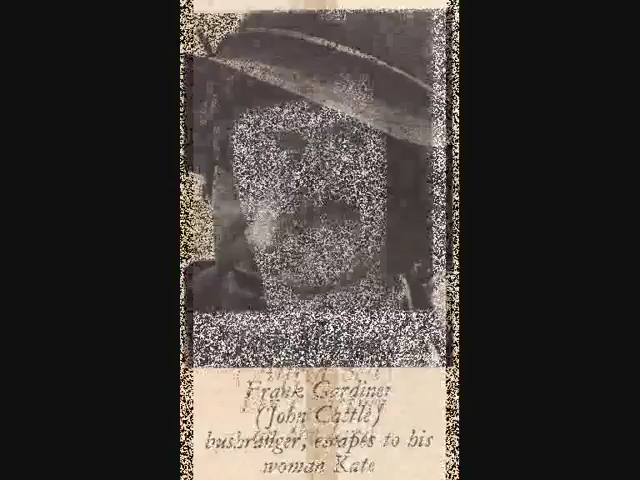 Frank Gardiner
(John Castle)
bushranger, escapes to his
woman Kate